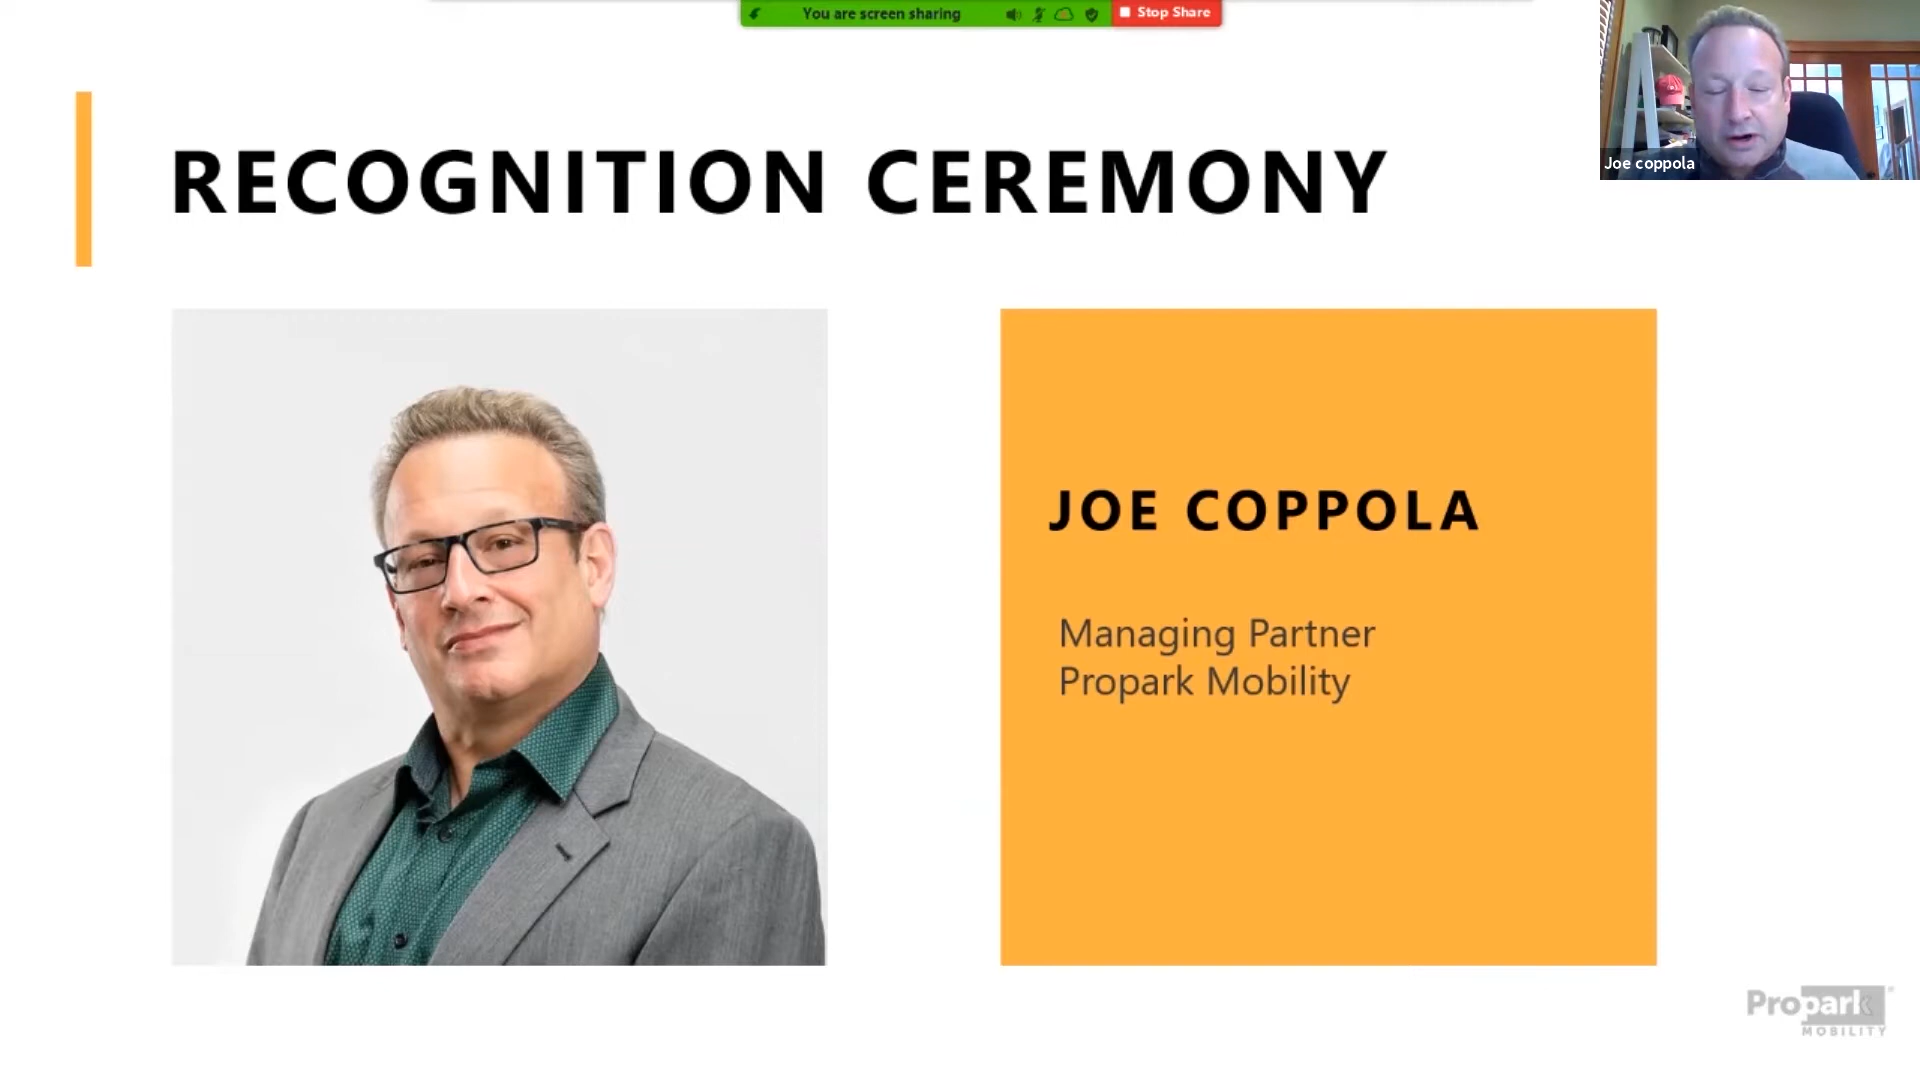 You are screen sharing
Stop Share
Joe coppola
RECOGNITION CEREMONY
JOE COPPOLA
Managing Partner
Propark Mobility
Propark
MOBILITY